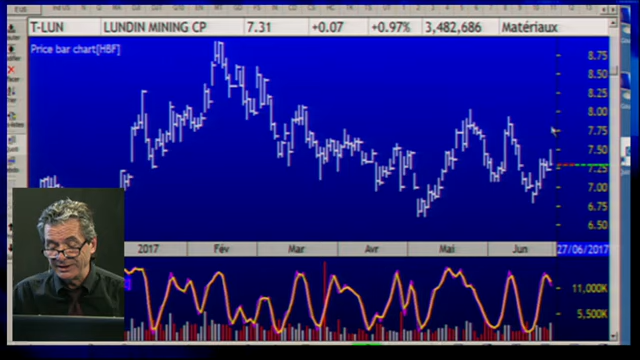 T-LUN LUNDIN MINING CP 7.31 +0.07 +0.97% 3,482,686 Matériaux
Price bar chart[HBF]
8.75
8.50
8.25
8.00
7.75
7.50
7.25
7.00
6.75
6.50
2017 Fév Mar Avr Mai Jun 27/06/2017
11,000K
5,500K